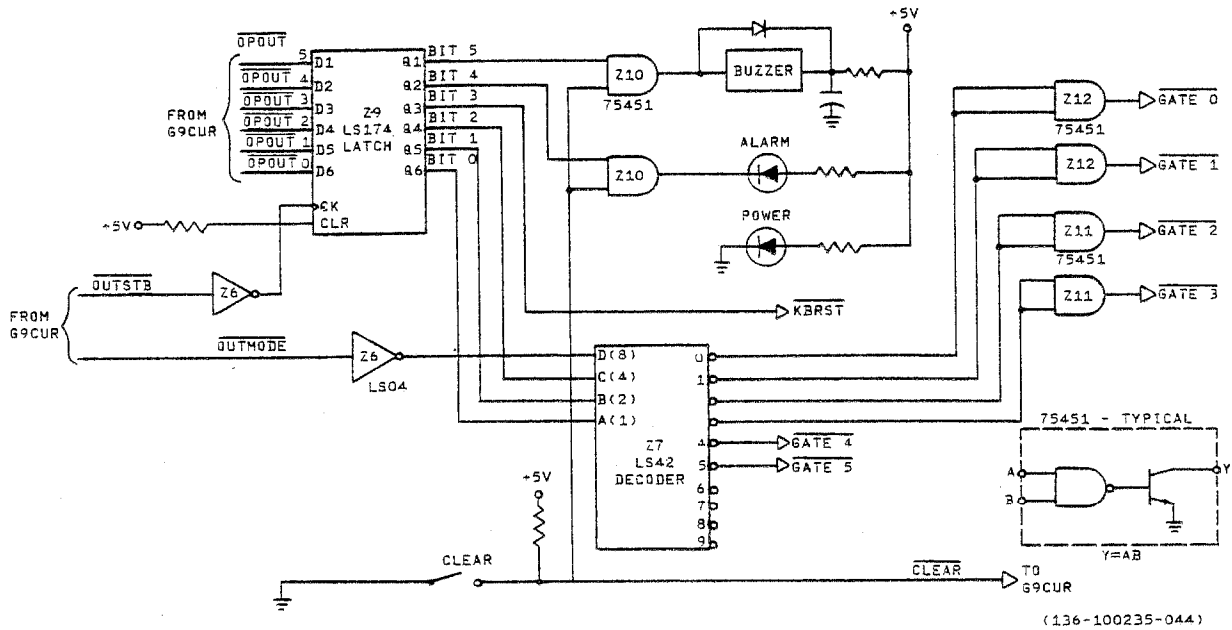 +5V
OPOUT
5 D1 Q1 BIT 5
OPOUT 4 D2 Q2 BIT 4
OPOUT 3 D3 Q3 BIT 3
OPOUT 2 D4 Q4 BIT 2
OPOUT 1 D5 Q5 BIT 1
OPOUT 0 D6 Q6 BIT 0
FROM
G9CUR
Z9
LS174
LATCH
CK
CLR
+5V
Z10
75451
BUZZER
Z10
ALARM
POWER
Z12
75451
GATE 0
Z12
GATE 1
Z11
75451
GATE 2
Z11
GATE 3
OUTSTB
Z6
FROM
G9CUR
OUTMODE
Z6
LS04
KBRST
D(8) 0
C(4) 1
B(2)
A(1)
Z7
LS42
DECODER
4 GATE 4
5 GATE 5
6
7
8
9
75451 - TYPICAL
A
B
Y
Y=AB
+5V
CLEAR
CLEAR
TO
G9CUR
(136-100235-044)